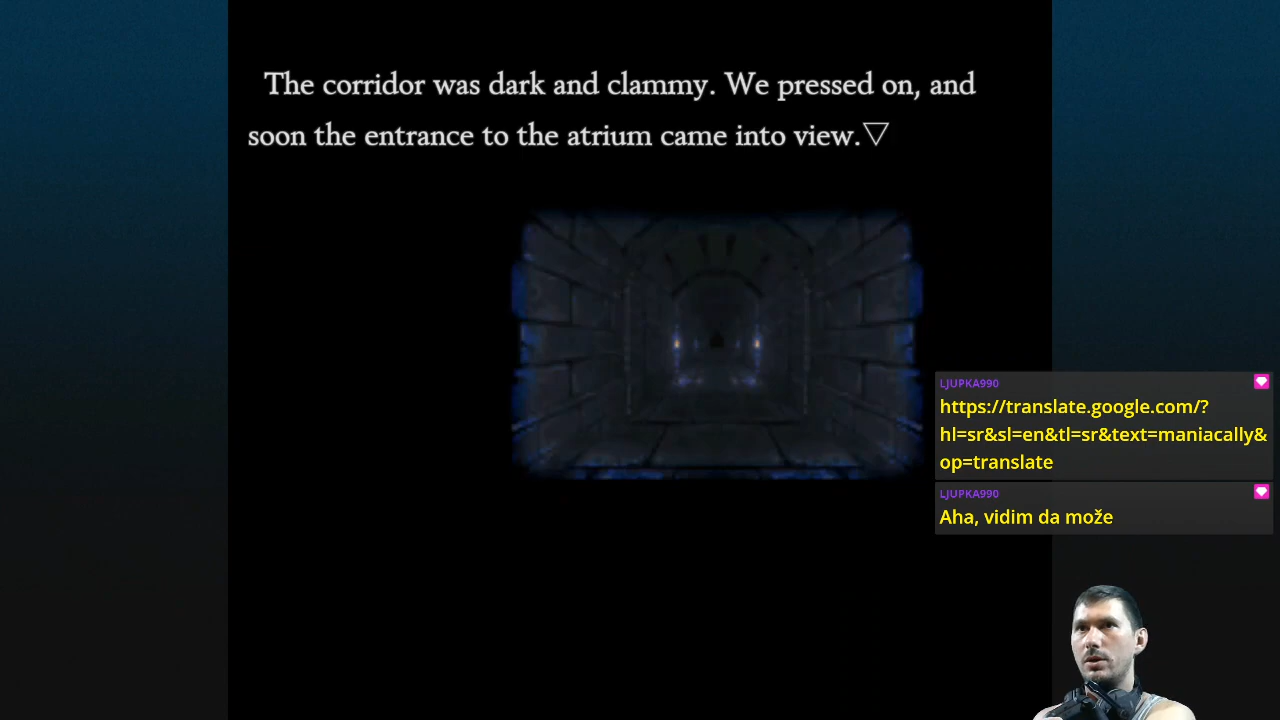 The corridor was dark and clammy. We pressed on, and
soon the entrance to the atrium came into view.▽
LJUPKA990
https://translate.google.com/?
hl=sr&sl=en&tl=sr&text=maniacally&
op=translate
LJUPKA990
Aha, vidim da može